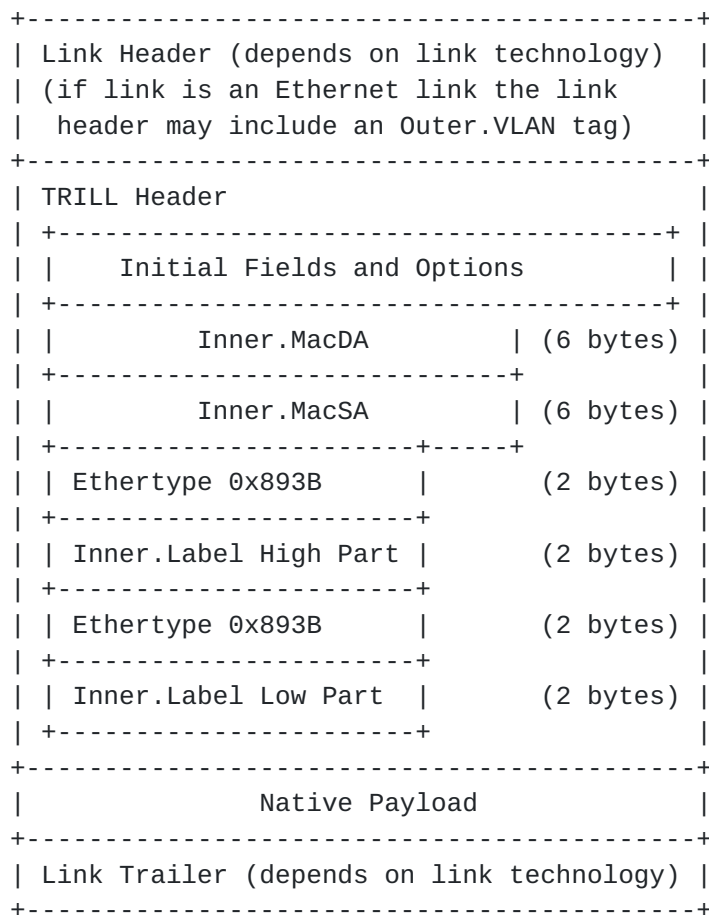 Link Header (depends on link technology)
(if link is an Ethernet link the link
header may include an Outer.VLAN tag)
TRILL Header
Initial Fields and Options
Inner.MacDA (6 bytes)
Inner.MacSA (6 bytes)
Ethertype 0x893B (2 bytes)
Inner.Label High Part (2 bytes)
Ethertype 0x893B (2 bytes)
Inner.Label Low Part (2 bytes)
Native Payload
Link Trailer (depends on link technology)